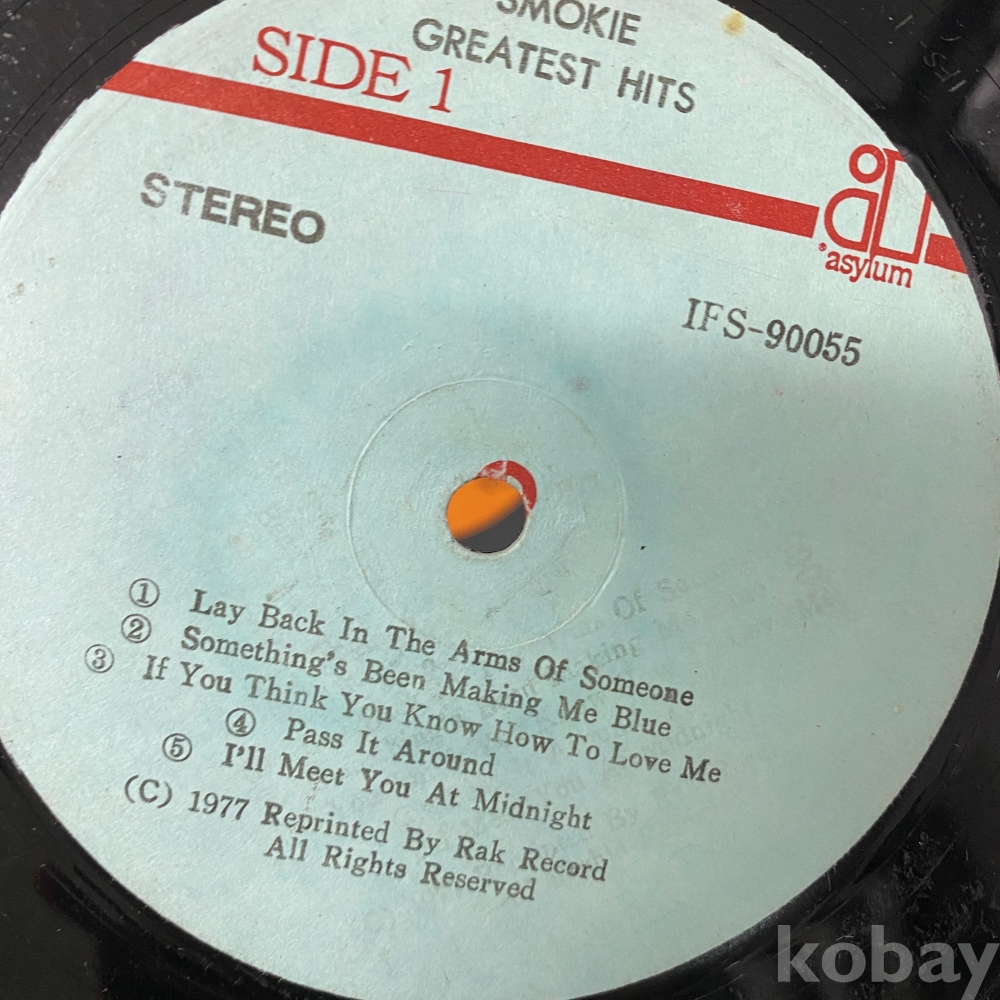 SMOKIE
GREATEST HITS
SIDE 1
STEREO
asylum
IFS-90055
① Lay Back In The Arms Of Someone
② Something's Been Making Me Blue
③ If You Think You Know How To Love Me
④ Pass It Around
⑤ I'll Meet You At Midnight
(C) 1977 Reprinted By Rak Record
All Rights Reserved
kobay